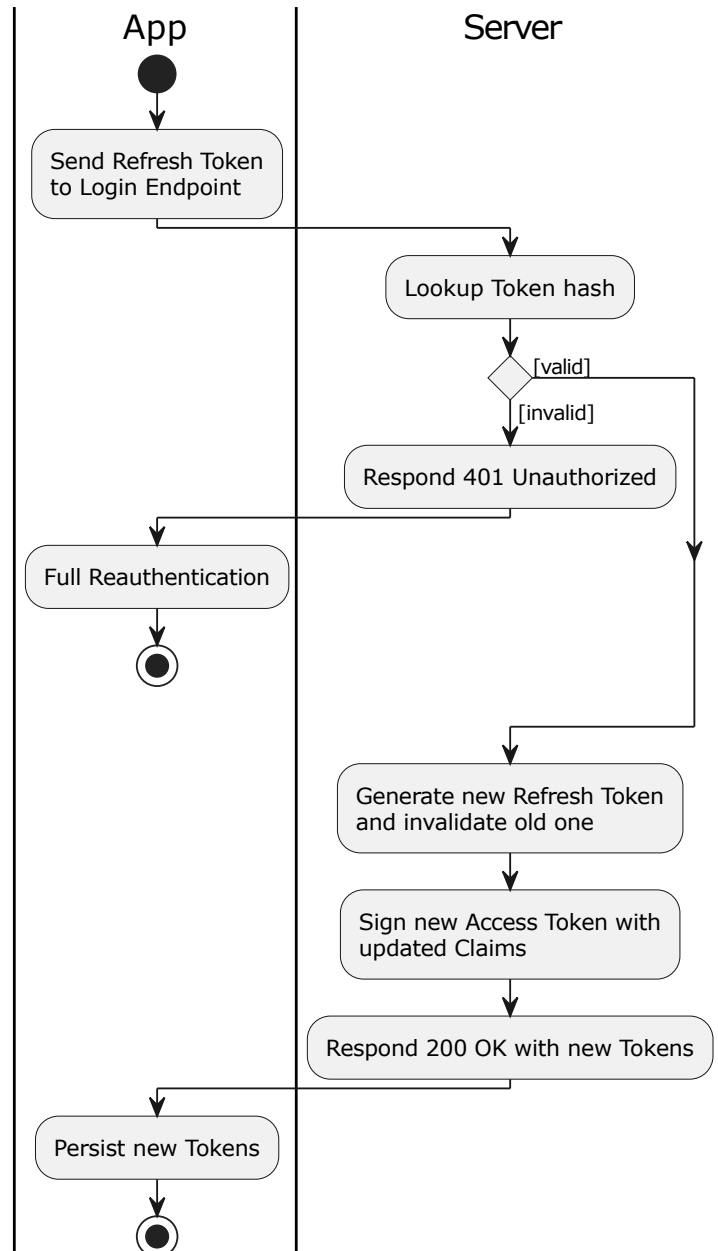 App
Server
Send Refresh Token
to Login Endpoint
Lookup Token hash
[valid]
[invalid]
Respond 401 Unauthorized
Full Reauthentication
Generate new Refresh Token
and invalidate old one
Sign new Access Token with
updated Claims
Respond 200 OK with new Tokens
Persist new Tokens